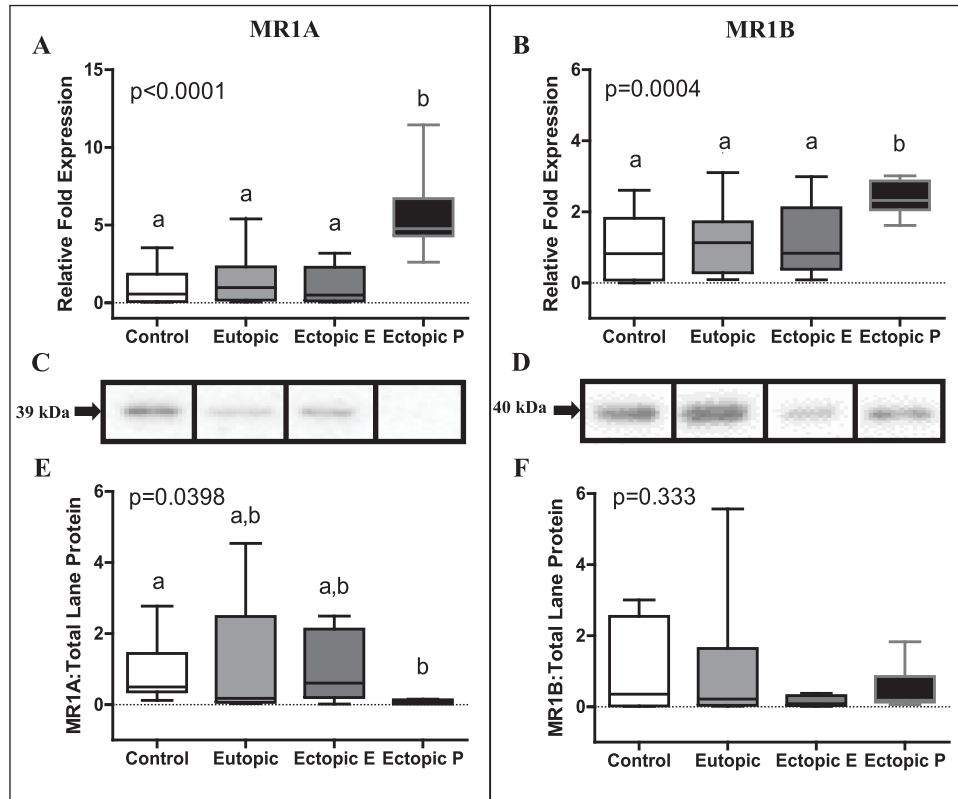 MR1A
A
Relative Fold Expression
15
10
5
0
p<0.0001
a
a
a
b
Control Eutopic Ectopic E Ectopic P
MR1B
B
Relative Fold Expression
6
4
2
0
p=0.0004
a
a
a
b
Control Eutopic Ectopic E Ectopic P
C
39 kDa
D
40 kDa
E
MR1A:Total Lane Protein
6
4
2
0
p=0.0398
a
a,b
a,b
b
Control Eutopic Ectopic E Ectopic P
F
MR1B:Total Lane Protein
6
4
2
0
p=0.333
Control Eutopic Ectopic E Ectopic P